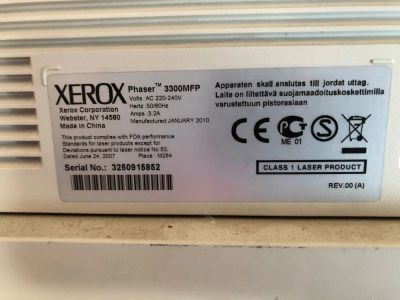 XEROX Phaser™ 3300MFP
Xerox Corporation
Webster, NY 14580
Made in China
Volts :AC 220-240V
Hertz :50/60Hz
Amps :3.2A
Manufactured JANUARY 2010
This product complies with FDA performance
Standards for laser products except for
Deviations pursuant to laser notice No 50,
Dated June 24, 2007 Place: M284
Serial No.: 3250915852
Apparaten skall anslutas till jordat uttag.
Laite on liitettävä suojamaadoituskoskettimilla
varustettuun pistorasiaan
CE
ME 01
CLASS 1 LASER PRODUCT
REV.00 (A)